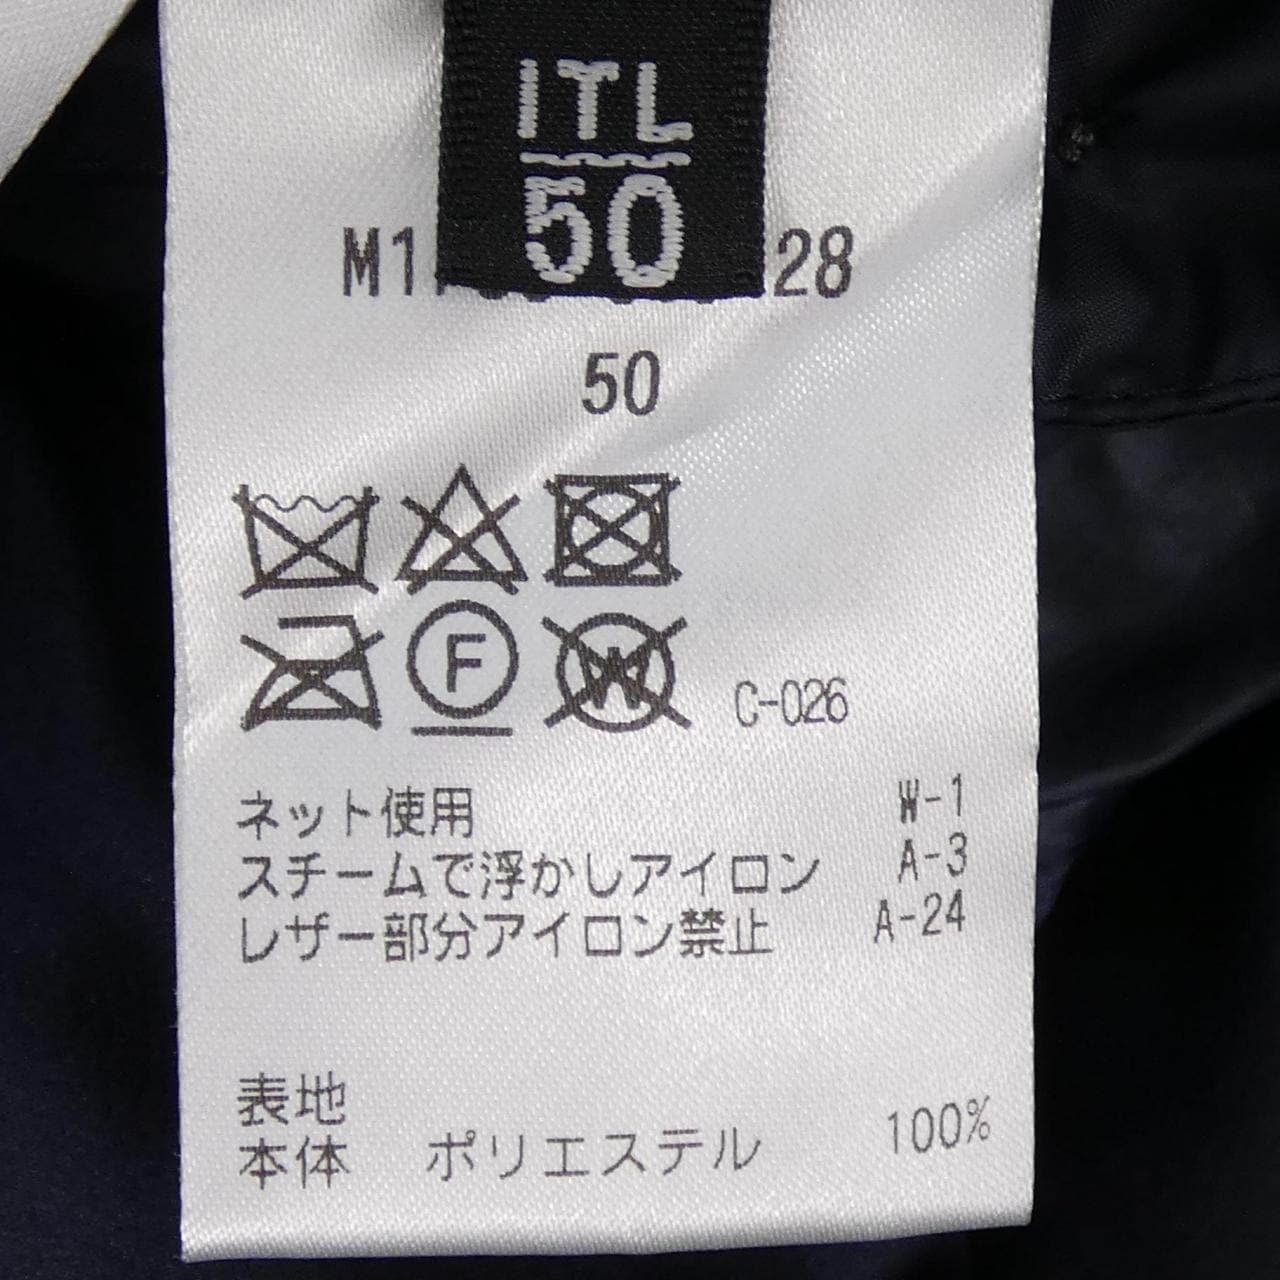 ITL
50
M1 28
50
F
W
C-026
ネット使用 W-1
スチームで浮かしアイロン A-3
レザー部分アイロン禁止 A-24
表地
本体 ポリエステル 100%